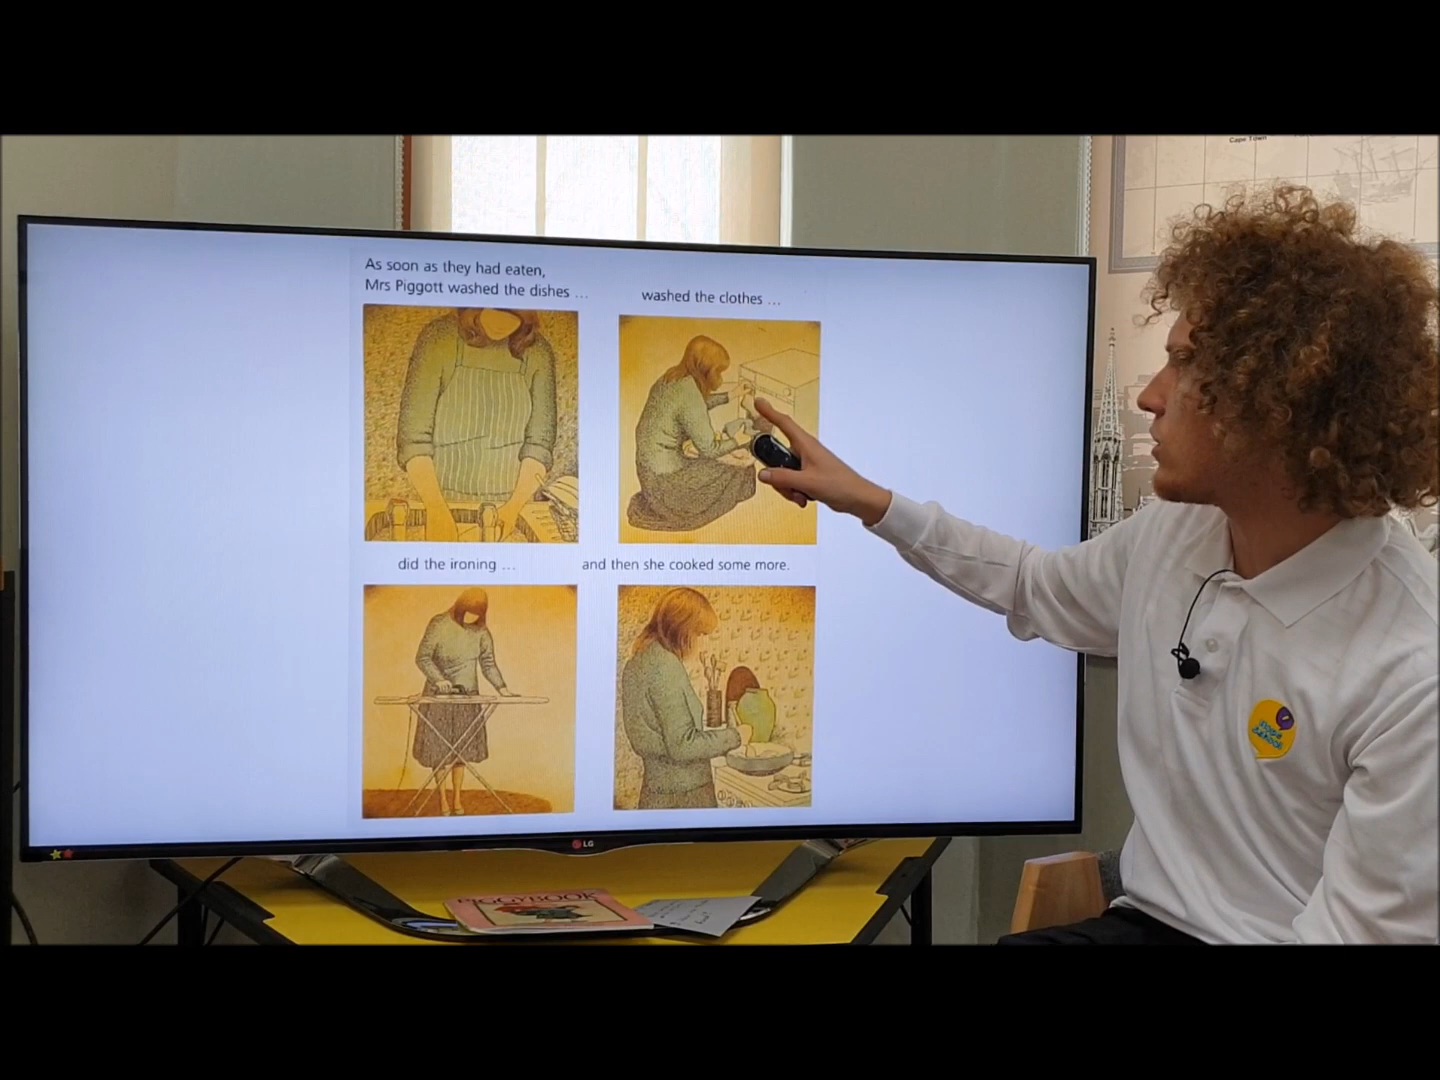 Cape Town
As soon as they had eaten,
Mrs Piggott washed the dishes ...
washed the clothes ...
did the ironing ...
and then she cooked some more.
LG
PIGGYBOOK